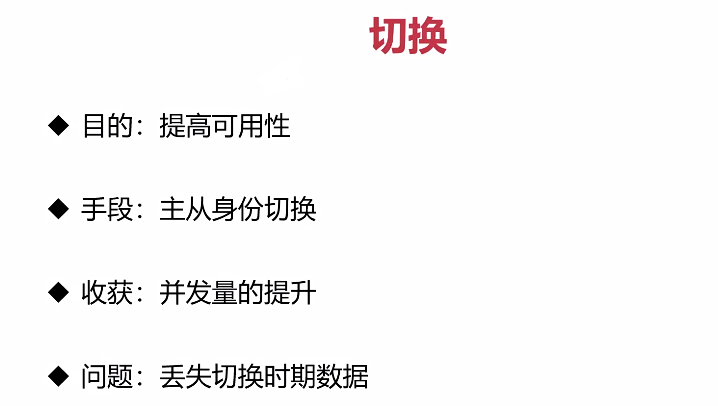 切换
◆ 目的：提高可用性
◆ 手段：主从身份切换
◆ 收获：并发量的提升
◆ 问题：丢失切换时期数据